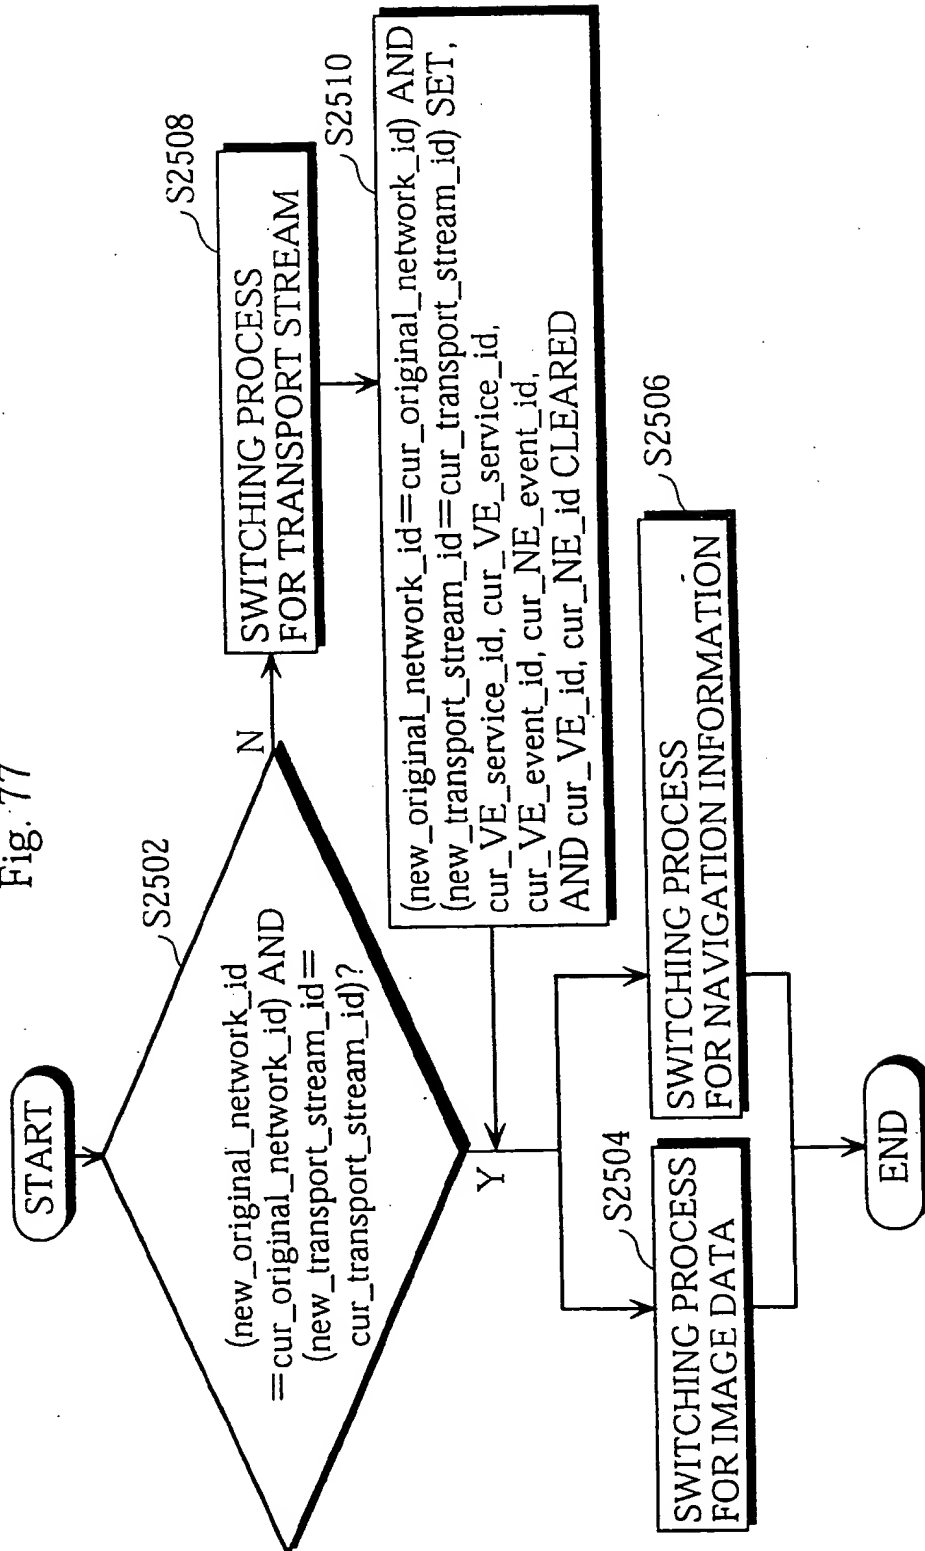 Fig. 77
START
S2502
(new_original_network_id
=cur_original_network_id) AND
(new_transport_stream_id=
cur_transport_stream_id)?
N
Y
S2508
SWITCHING PROCESS
FOR TRANSPORT STREAM
S2510
(new_original_network_id=cur_original_network_id) AND
(new_transport_stream_id=cur_transport_stream_id) SET,
cur_VE_service_id, cur_VE_service_id,
cur_VE_event_id, cur_NE_event_id,
AND cur_VE_id, cur_NE_id CLEARED
S2504
SWITCHING PROCESS
FOR IMAGE DATA
S2506
SWITCHING PROCESS
FOR NAVIGATION INFORMATION
END